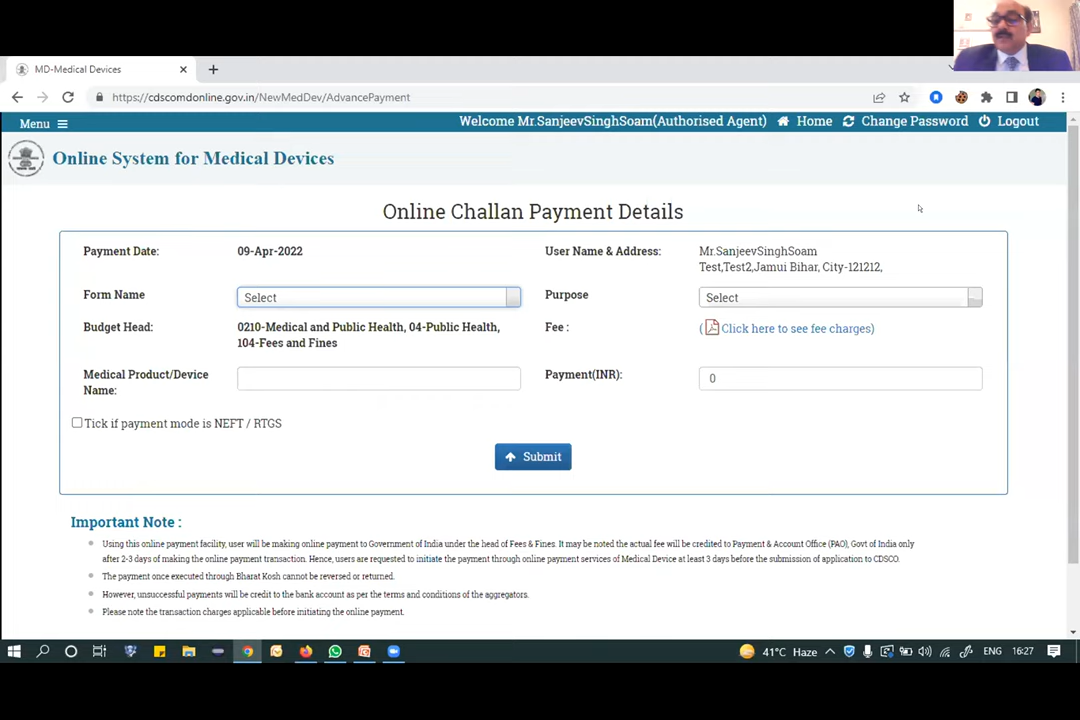 MD-Medical Devices
https://cdscomdonline.gov.in/NewMedDev/AdvancePayment
Menu
Welcome Mr.SanjeevSinghSoam(Authorised Agent) Home Change Password Logout
Online System for Medical Devices
Online Challan Payment Details
Payment Date: 09-Apr-2022 User Name & Address: Mr.SanjeevSinghSoam
Test,Test2,Jamui Bihar, City-121212,
Form Name Select Purpose Select
Budget Head: 0210-Medical and Public Health, 04-Public Health, Fee : ( Click here to see fee charges)
104-Fees and Fines
Medical Product/Device Payment(INR): 0
Name:
Tick if payment mode is NEFT / RTGS
Submit
Important Note :
Using this online payment facility, user will be making online payment to Government of India under the head of Fees & Fines. It may be noted the actual fee will be credited to Payment & Account Office (PAO), Govt of India only
after 2-3 days of making the online payment transaction. Hence, users are requested to initiate the payment through online payment services of Medical Device at least 3 days before the submission of application to CDSCO.
The payment once executed through Bharat Kosh cannot be reversed or returned.
However, unsuccessful payments will be credit to the bank account as per the terms and conditions of the aggregators.
Please note the transaction charges applicable before initiating the online payment.
41°C Haze ENG 16:27